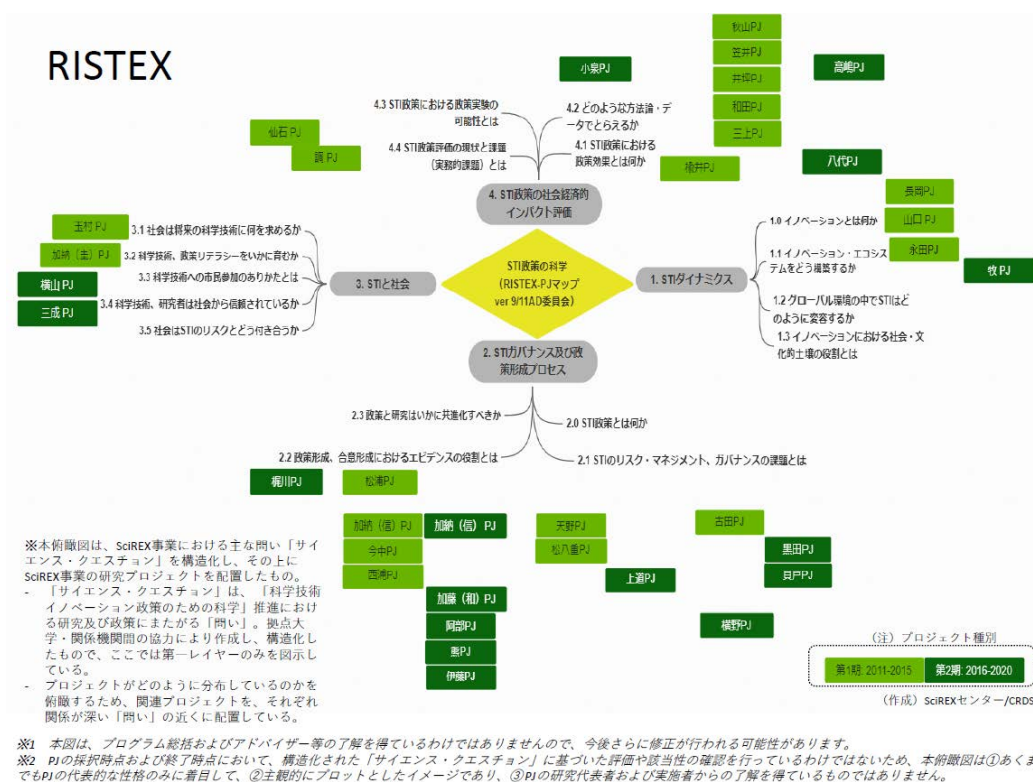 RISTEX
秋山PJ
笠井PJ
井坪PJ
和田PJ
三上PJ
小泉PJ
高嶋PJ
八代PJ
仙石 PJ
調 PJ
4.3 STI政策における政策実験の
可能性とは
4.2 どのような方法論・デ
ータでとらえるか
4.4 STI政策評価の現状と課題
（実務的課題）とは
4.1 STI政策における
政策効果とは何か
楡井PJ
4. STI政策の社会経済的
インパクト評価
長岡PJ
山口 PJ
永田PJ
牧 PJ
1.0 イノベーションとは何か
1.1 イノベーション・エコシス
テムをどう構築するか
1. STIダイナミクス
1.2 グローバル環境の中でSTIはど
のように変容するか
1.3 イノベーションにおける社会・文
化的土壌の役割とは
STI政策の科学
（RISTEX-PJマップ
ver 9/11AD委員会）
玉村 PJ
加納（圭）PJ
横山 PJ
三成 PJ
3.1 社会は将来の科学技術に何を求めるか
3.2 科学技術、政策リテラシーをいかに育むか
3.3 科学技術への市民参加のありかたとは
3.4 科学技術、研究者は社会から信頼されているか
3.5 社会はSTIのリスクとどう付き合うか
3. STIと社会
2. STIガバナンス及び政
策形成プロセス
2.3 政策と研究はいかに共進化すべきか
2.0 STI政策とは何か
2.2 政策形成、合意形成におけるエビデンスの役割とは
2.1 STIのリスク・マネジメント、ガバナンスの課題とは
梶川PJ
松浦PJ
加納（信）PJ
加納（信）PJ
今中PJ
西浦PJ
加藤（和）PJ
阿部PJ
熊PJ
伊藤PJ
天野PJ
松八重PJ
上道PJ
古田PJ
黒田PJ
貝戸PJ
横野PJ
※本俯瞰図は、SciREX事業における主な問い「サイ
エンス・クエスチョン」を構造化し、その上に
SciREX事業の研究プロジェクトを配置したもの。
- 「サイエンス・クエスチョン」は、「科学技術
イノベーション政策のための科学」推進におけ
る研究及び政策にまたがる「問い」。拠点大
学・関係機関間の協力により作成し、構造化し
たもので、ここでは第一レイヤーのみを図示し
ている。
- プロジェクトがどのように分布しているのかを
俯瞰するため、関連プロジェクトを、それぞれ
関係が深い「問い」の近くに配置している。
（注）プロジェクト種別
第1期: 2011-2015
第2期: 2016-2020
（作成）SciREXセンター/CRDS
※1 本図は、プログラム総括およびアドバイザー等の了解を得ているわけではありませんので、今後さらに修正が行われる可能性があります。
※2 PJの採択時点および終了時点において、構造化された「サイエンス・クエスチョン」に基づいた評価や該当性の確認を行っているわけではないため、本俯瞰図は①あくま
でもPJの代表的な性格のみに着目して、②主観的にプロットとしたイメージであり、③PJの研究代表者および実施者からの了解を得ているものではありません。